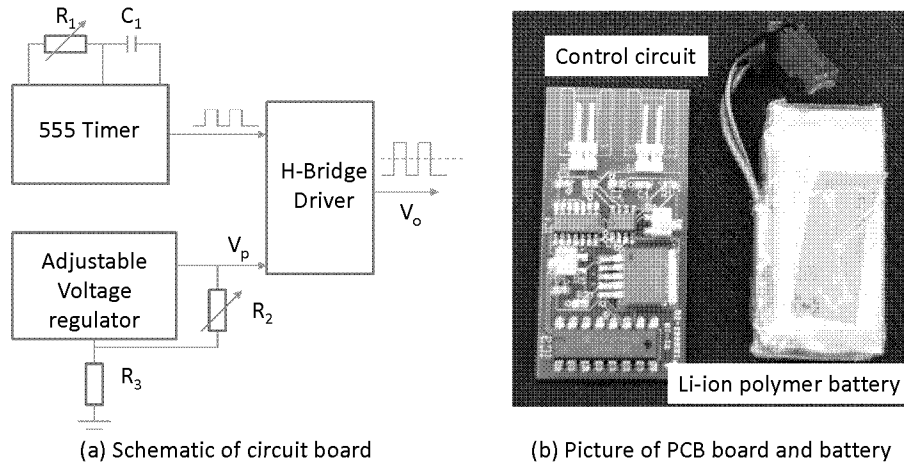 R1
C1
555 Timer
H-Bridge
Driver
Vo
Adjustable
Voltage
regulator
Vp
R2
R3
(a) Schematic of circuit board
Control circuit
Li-ion polymer battery
(b) Picture of PCB board and battery